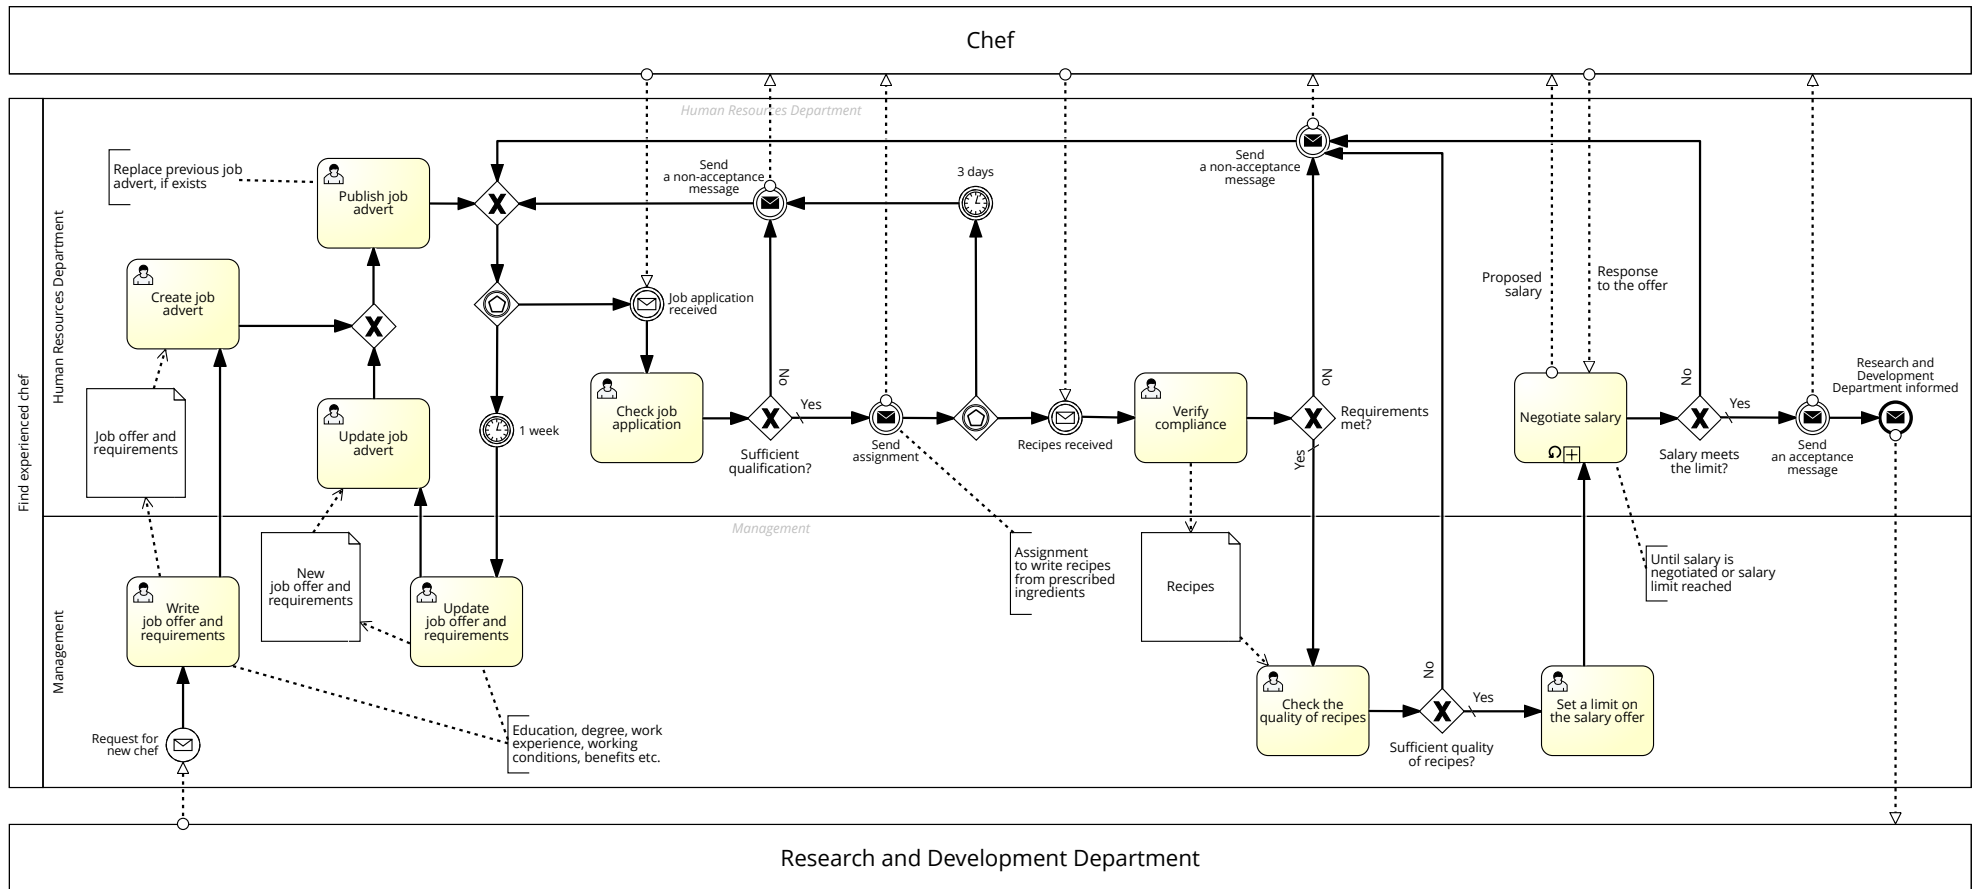 Chef
Human Resources Department
Find experienced chef
Human Resources Department
Replace previous job
advert, if exists
Publish job
advert
Send
a non-acceptance
message
3 days
Send
a non-acceptance
message
Create job
advert
Job application
received
Proposed
salary
Response
to the offer
Job offer and
requirements
Update job
advert
1 week
Check job
application
No
Yes
Sufficient
qualification?
Send
assignment
Recipes received
Verify
compliance
No
Requirements
met?
Yes
Negotiate salary
No
Yes
Salary meets
the limit?
Send
an acceptance
message
Research and
Development
Department informed
Management
Management
New
job offer and
requirements
Write
job offer and
requirements
Update
job offer and
requirements
Assignment
to write recipes
from prescribed
ingredients
Recipes
Until salary is
negotiated or salary
limit reached
Request for
new chef
Education, degree, work
experience, working
conditions, benefits etc.
Check the
quality of recipes
No
Yes
Sufficient quality
of recipes?
Set a limit on
the salary offer
Research and Development Department